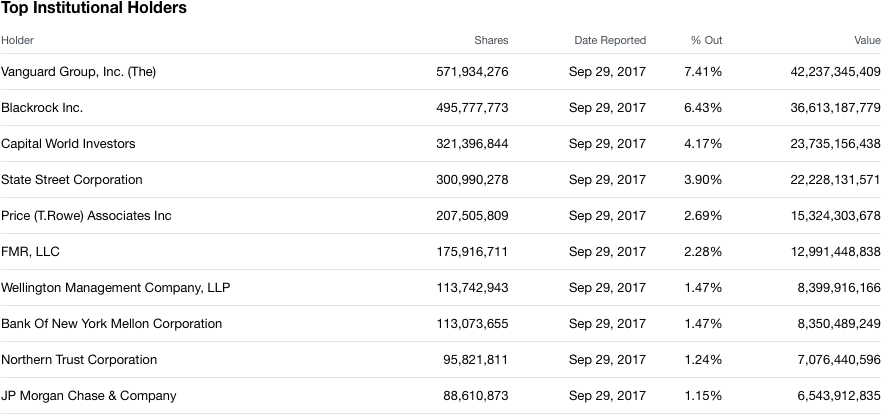 Top Institutional Holders
Holder Shares Date Reported % Out Value
Vanguard Group, Inc. (The) 571,934,276 Sep 29, 2017 7.41% 42,237,345,409
Blackrock Inc. 495,777,773 Sep 29, 2017 6.43% 36,613,187,779
Capital World Investors 321,396,844 Sep 29, 2017 4.17% 23,735,156,438
State Street Corporation 300,990,278 Sep 29, 2017 3.90% 22,228,131,571
Price (T.Rowe) Associates Inc 207,505,809 Sep 29, 2017 2.69% 15,324,303,678
FMR, LLC 175,916,711 Sep 29, 2017 2.28% 12,991,448,838
Wellington Management Company, LLP 113,742,943 Sep 29, 2017 1.47% 8,399,916,166
Bank Of New York Mellon Corporation 113,073,655 Sep 29, 2017 1.47% 8,350,489,249
Northern Trust Corporation 95,821,811 Sep 29, 2017 1.24% 7,076,440,596
JP Morgan Chase & Company 88,610,873 Sep 29, 2017 1.15% 6,543,912,835